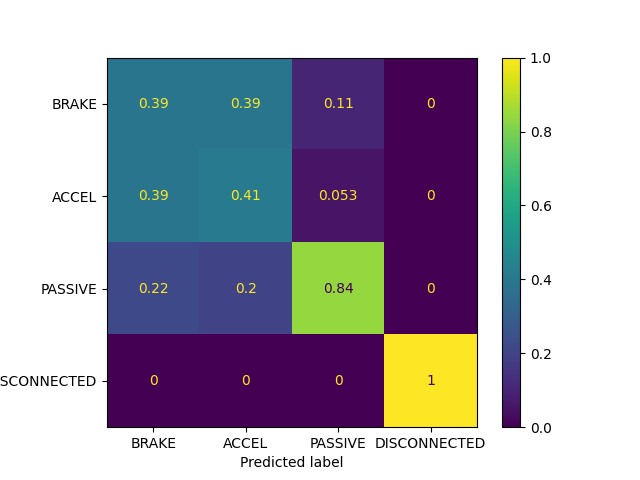 1.0
BRAKE 0.39 0.39 0.11 0
0.8
ACCEL 0.39 0.41 0.053 0
0.6
0.4
PASSIVE 0.22 0.2 0.84 0
0.2
SCONNECTED 0 0 0 1
0.0
BRAKE ACCEL PASSIVE DISCONNECTED
Predicted label